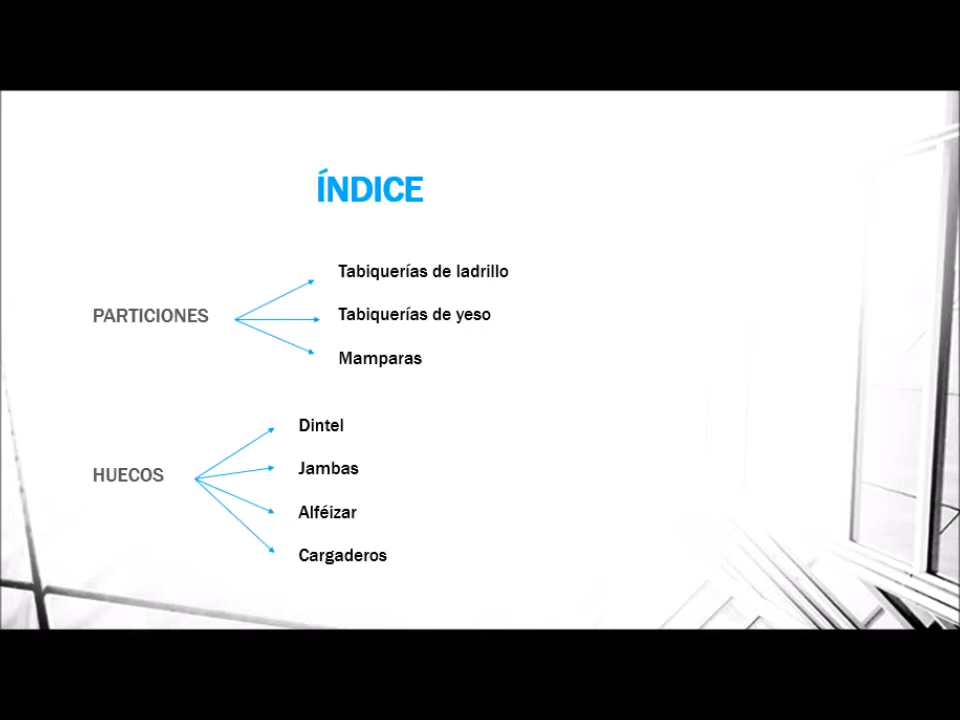 ÍNDICE
PARTICIONES
Tabiquerías de ladrillo
Tabiquerías de yeso
Mamparas
HUECOS
Dintel
Jambas
Alféizar
Cargaderos